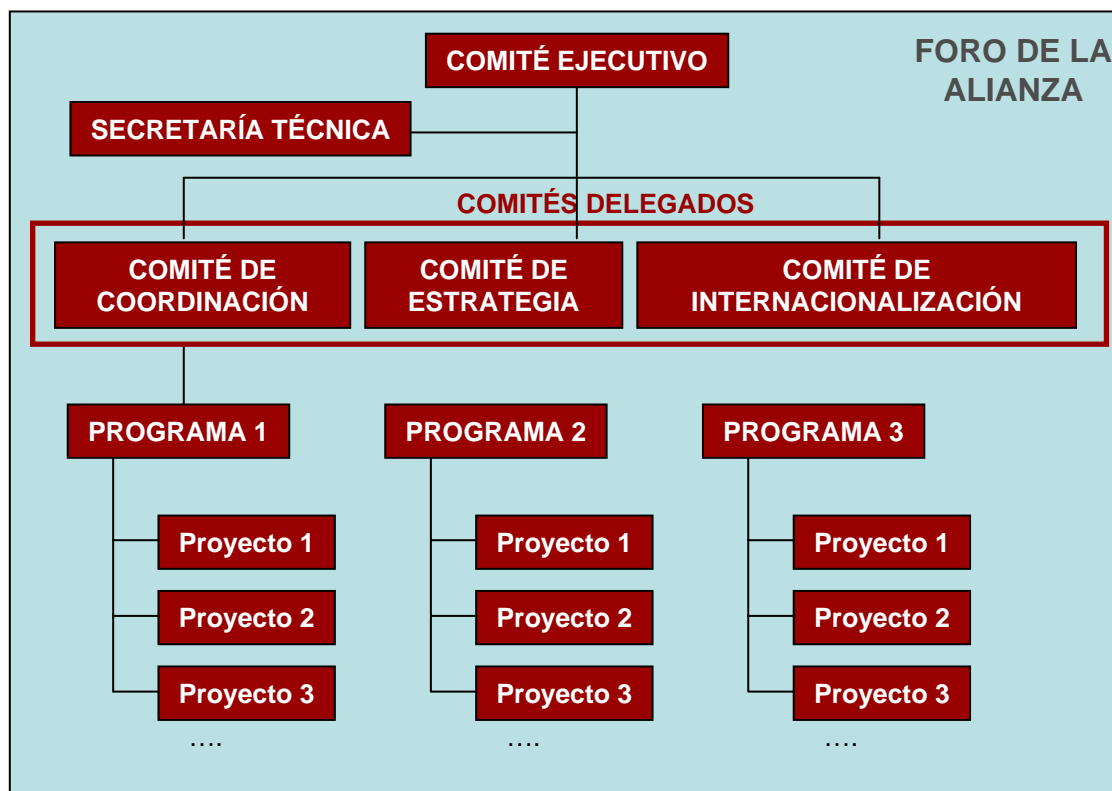 COMITÉ EJECUTIVO
FORO DE LA
ALIANZA
SECRETARÍA TÉCNICA
COMITÉS DELEGADOS
COMITÉ DE
COORDINACIÓN
COMITÉ DE
ESTRATEGIA
COMITÉ DE
INTERNACIONALIZACIÓN
PROGRAMA 1
Proyecto 1
Proyecto 2
Proyecto 3
....
PROGRAMA 2
Proyecto 1
Proyecto 2
Proyecto 3
....
PROGRAMA 3
Proyecto 1
Proyecto 2
Proyecto 3
....